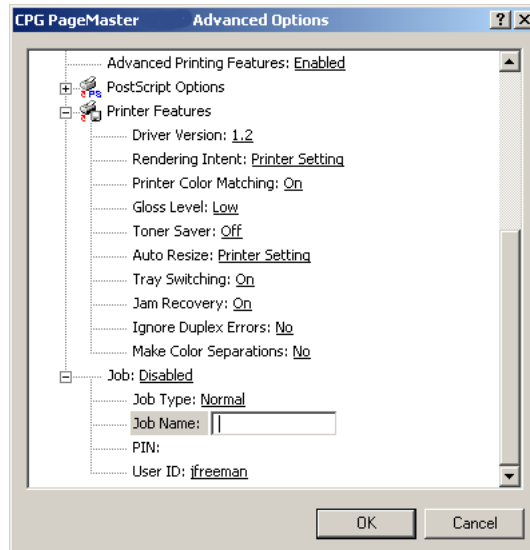 CPG PageMaster Advanced Options
Advanced Printing Features: Enabled
PS PostScript Options
Printer Features
Driver Version: 1.2
Rendering Intent: Printer Setting
Printer Color Matching: On
Gloss Level: Low
Toner Saver: Off
Auto Resize: Printer Setting
Tray Switching: On
Jam Recovery: On
Ignore Duplex Errors: No
Make Color Separations: No
Job: Disabled
Job Type: Normal
Job Name:
PIN:
User ID: jfreeman
OK Cancel